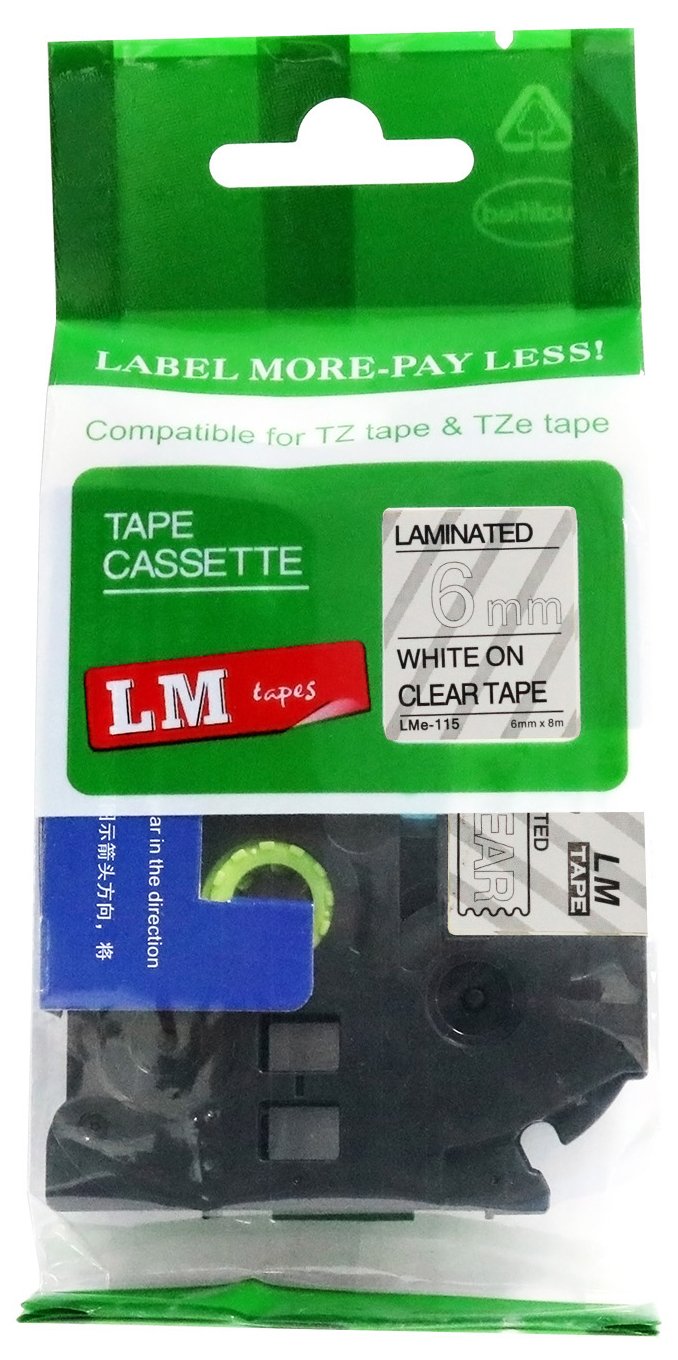 LABEL MORE-PAY LESS!
Compatible for TZ tape & TZe tape
TAPE
CASSETTE
LM tapes
LAMINATED
6mm
WHITE ON
CLEAR TAPE
LMe-115 6mm x 8m
ar in the direction
示箭头方向，将
EAR
TED
LM
TAPE